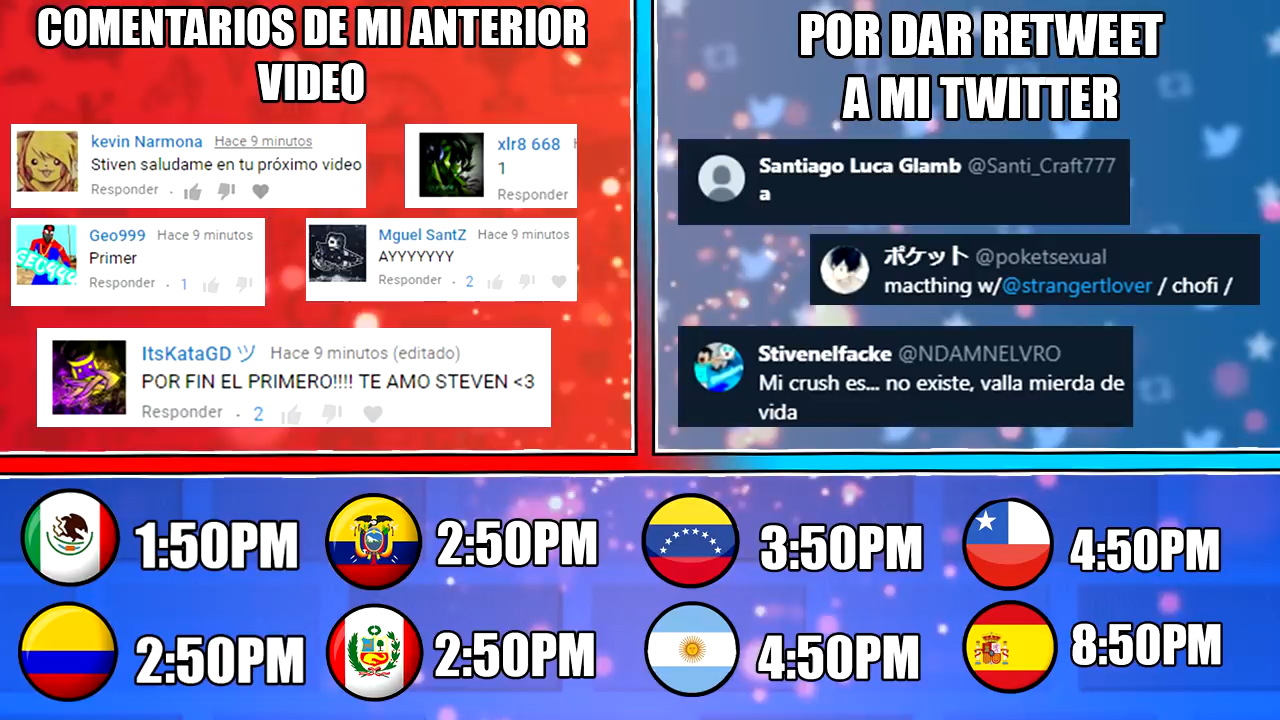 COMENTARIOS DE MI ANTERIOR
VIDEO
kevin Narmona Hace 9 minutos
Stiven saludame en tu próximo video
Responder
xlr8 668
1
Responder
Geo999 Hace 9 minutos
Primer
Responder · 1
Mguel SantZ Hace 9 minutos
AYYYYYYY
Responder · 2
ItsKataGD ツ Hace 9 minutos (editado)
POR FIN EL PRIMERO!!!! TE AMO STEVEN <3
Responder · 2
POR DAR RETWEET
A MI TWITTER
Santiago Luca Glamb @Santi_Craft777
a
ポケット @poketsexual
macthing w/@strangertlover / chofi /
Stivenelfacke @NDAMNELVRO
Mi crush es... no existe, valla mierda de
vida
1:50PM 2:50PM 3:50PM 4:50PM
2:50PM 2:50PM 4:50PM 8:50PM